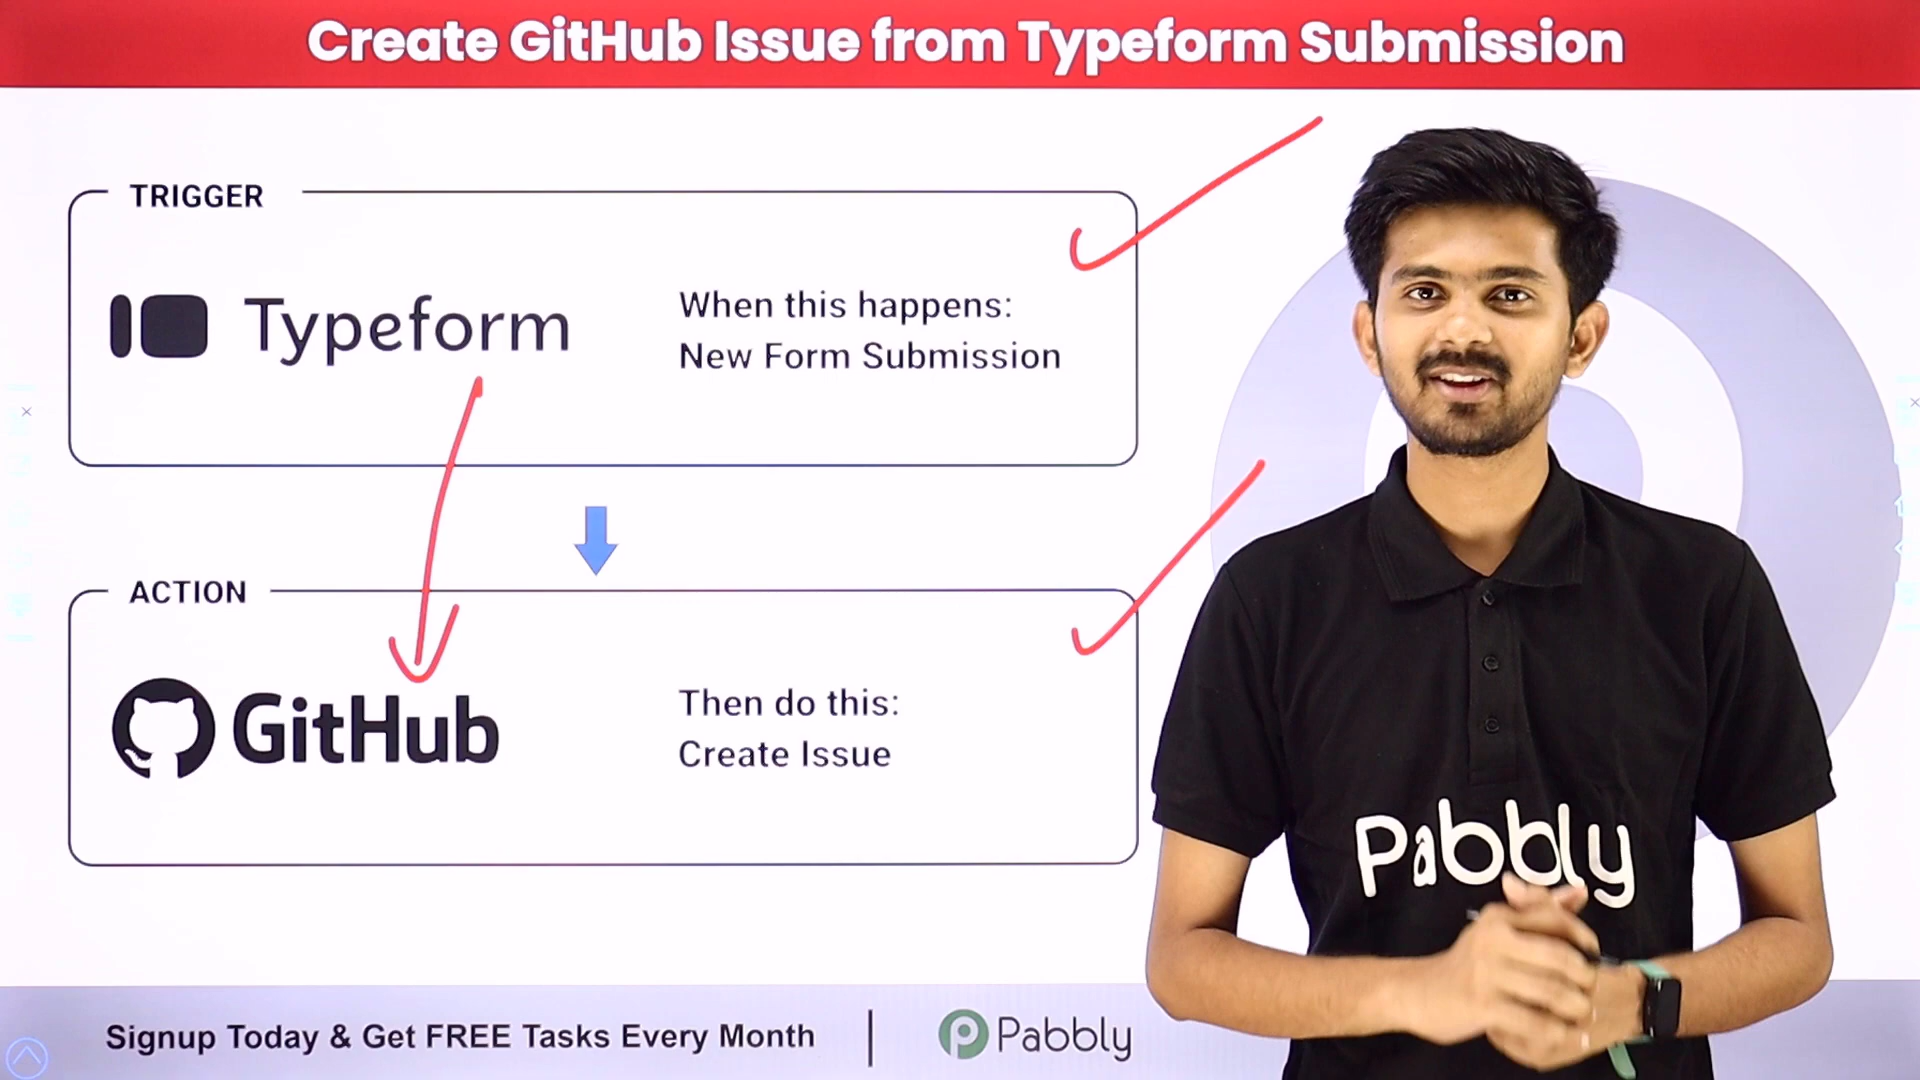 Create GitHub Issue from Typeform Submission
TRIGGER
Typeform
When this happens:
New Form Submission
ACTION
GitHub
Then do this:
Create Issue
Pabbly
Signup Today & Get FREE Tasks Every Month
Pabbly